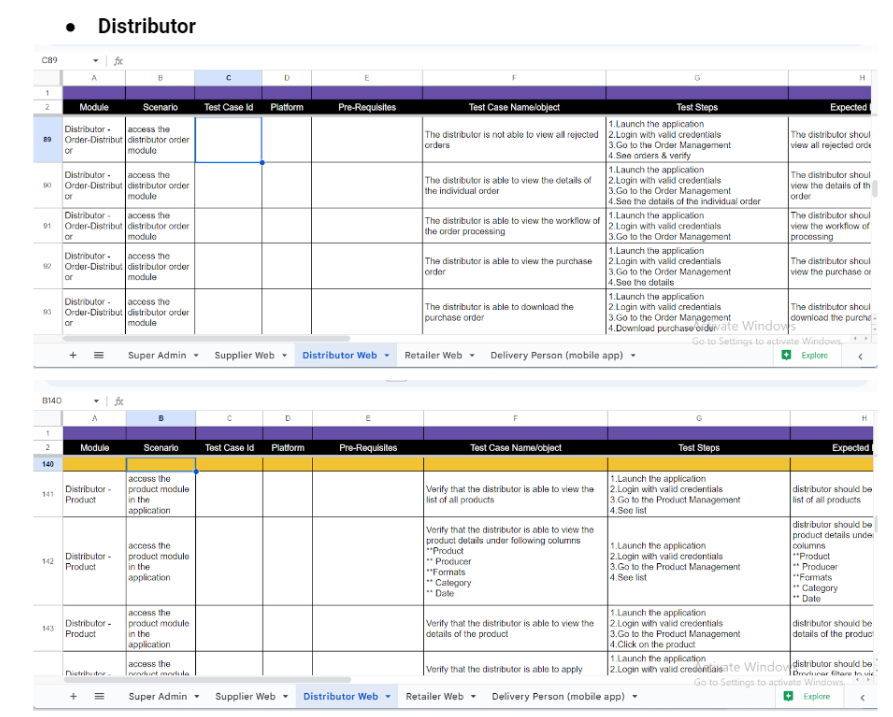 • Distributor
C89 fx
A B C D E F G H
1
2 Module Scenario Test Case Id Platform Pre-Requisites Test Case Name/object Test Steps Expected
89
Distributor -
Order-Distribut
or
access the
distributor order
module
The distributor is not able to view all rejected
orders
1.Launch the application
2.Login with valid credentials
3.Go to the Order Management
4.See orders & verify
The distributor shoul
view all rejected orde
90
Distributor -
Order-Distribut
or
access the
distributor order
module
The distributor is able to view the details of
the individual order
1.Launch the application
2.Login with valid credentials
3.Go to the Order Management
4.See the details of the individual order
The distributor shoul
view the details of th
order
91
Distributor -
Order-Distribut
or
access the
distributor order
module
The distributor is able to view the workflow of
the order processing
1.Launch the application
2.Login with valid credentials
3.Go to the Order Management
The distributor shoul
view the workflow of
processing
92
Distributor -
Order-Distribut
or
access the
distributor order
module
The distributor is able to view the purchase
order
1.Launch the application
2.Login with valid credentials
3.Go to the Order Management
4.See the details
The distributor shoul
view the purchase or
93
Distributor -
Order-Distribut
or
access the
distributor order
module
The distributor is able to download the
purchase order
1.Launch the application
2.Login with valid credentials
3.Go to the Order Management
4.Download purchase order
The distributor shoul
download the purcha
Activate Windows
Go to Settings to activate Windows.
+ ≡ Super Admin Supplier Web Distributor Web Retailer Web Delivery Person (mobile app) Explore <
B140 fx
A B C D E F G H
1
2 Module Scenario Test Case Id Platform Pre-Requisites Test Case Name/object Test Steps Expected
140
141
Distributor -
Product
access the
product module
in the
application
Verify that the distributor is able to view the
list of all products
1.Launch the application
2.Login with valid credentials
3.Go to the Product Management
4.See list
distributor should be
list of all products
142
Distributor -
Product
access the
product module
in the
application
Verify that the distributor is able to view the
product details under following columns
**Product
** Producer
**Formats
** Category
** Date
1.Launch the application
2.Login with valid credentials
3.Go to the Product Management
4.See list
distributor should be
product details under
columns
**Product
** Producer
**Formats
** Category
** Date
143
Distributor -
Product
access the
product module
in the
application
Verify that the distributor is able to view the
details of the product
1.Launch the application
2.Login with valid credentials
3.Go to the Product Management
4.Click on the product
distributor should be
details of the product
Distributor -
access the
product module
Verify that the distributor is able to apply
1.Launch the application
2.Login with valid credentials
distributor should be
Producer filters to vie
Activate Windows
Go to Settings to activate Windows.
+ ≡ Super Admin Supplier Web Distributor Web Retailer Web Delivery Person (mobile app) Explore <